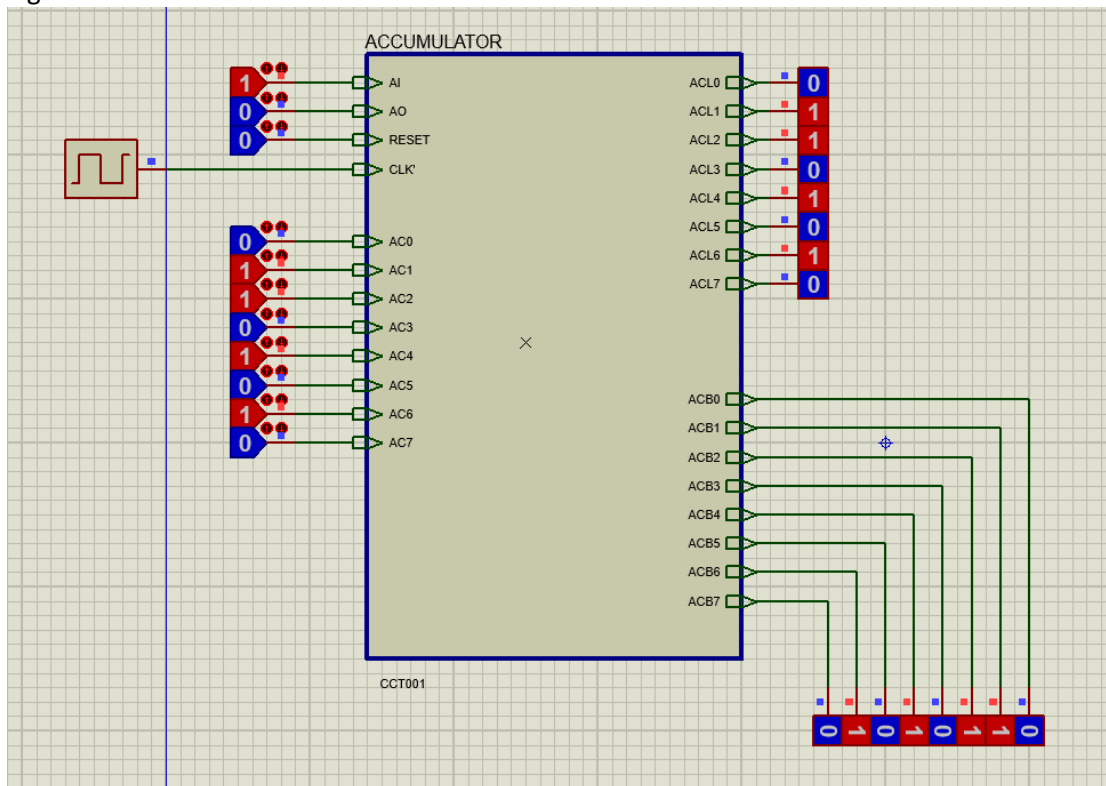 ACCUMULATOR
1 AI ACL0 0
0 AO ACL1 1
0 RESET ACL2 1
CLK' ACL3 0
ACL4 1
ACL5 0
0 AC0 ACL6 1
1 AC1 ACL7 0
1 AC2
0 AC3
1 AC4
0 AC5 ACB0
1 AC6 ACB1
0 AC7 ACB2
ACB3
ACB4
ACB5
ACB6
ACB7
CCT001
0 1 0 1 0 1 1 0